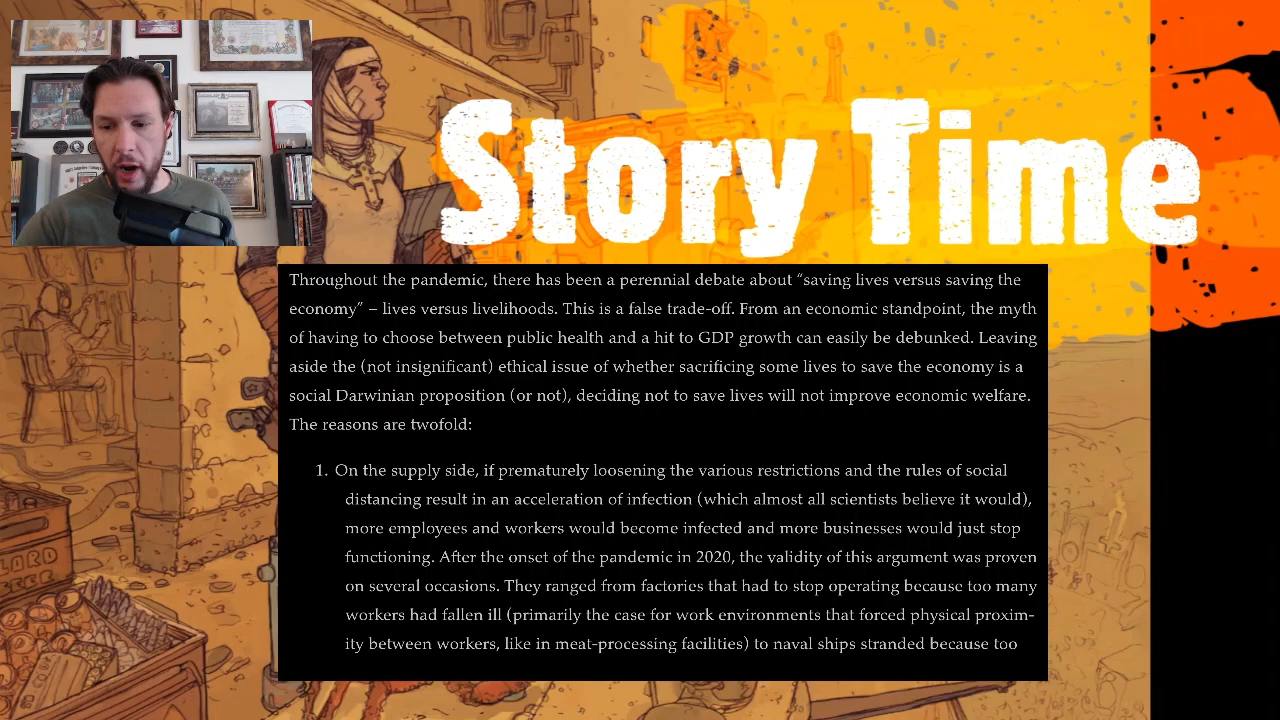 Story Time
Throughout the pandemic, there has been a perennial debate about “saving lives versus saving the
economy” – lives versus livelihoods. This is a false trade-off. From an economic standpoint, the myth
of having to choose between public health and a hit to GDP growth can easily be debunked. Leaving
aside the (not insignificant) ethical issue of whether sacrificing some lives to save the economy is a
social Darwinian proposition (or not), deciding not to save lives will not improve economic welfare.
The reasons are twofold:
1. On the supply side, if prematurely loosening the various restrictions and the rules of social
distancing result in an acceleration of infection (which almost all scientists believe it would),
more employees and workers would become infected and more businesses would just stop
functioning. After the onset of the pandemic in 2020, the validity of this argument was proven
on several occasions. They ranged from factories that had to stop operating because too many
workers had fallen ill (primarily the case for work environments that forced physical proxim-
ity between workers, like in meat-processing facilities) to naval ships stranded because too